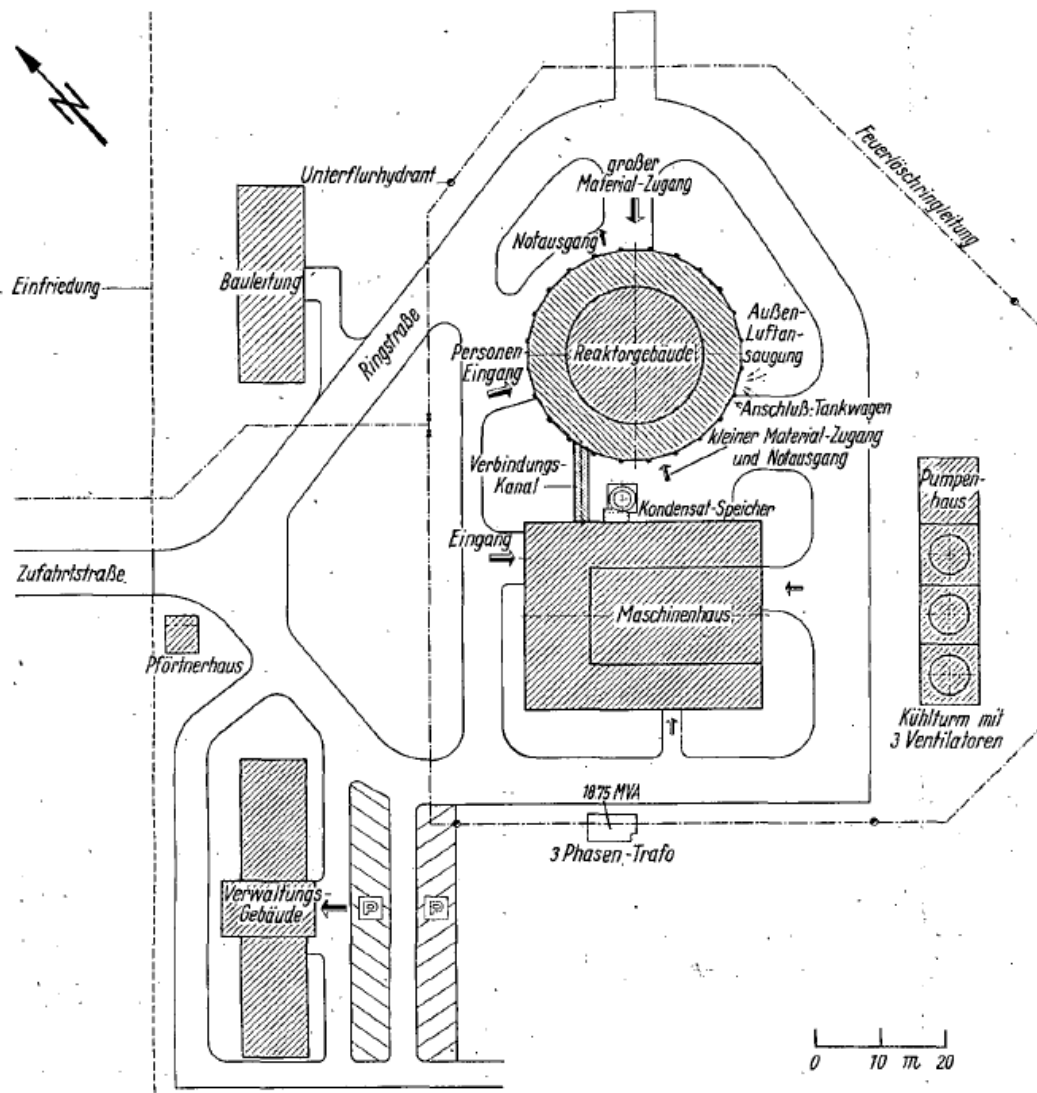 großer
Material-Zugang
Feuerlöschringleitung
Unterflurhydrant
Notausgang
Einfriedung
Bauleitung
Ringstraße
Personen
Eingang
Reaktorgebäude
Außen-
Luftan-
saugung
Anschluß-Tankwagen
kleiner Material-Zugang
und Notausgang
Verbindungs-
Kanal
Kondensat-Speicher
Pumpen-
haus
Eingang
Zufahrtstraße
Maschinenhaus
Pförtnerhaus
Kühlturm mit
3 Ventilatoren
18.75 MVA
3 Phasen-Trafo
Verwaltungs-
Gebäude
P
P
0 10 m 20